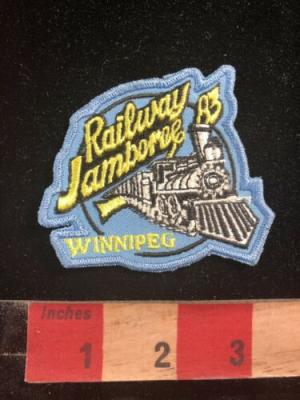 Railway
Jamboree 83
WINNIPEG
Inches
1 2 3